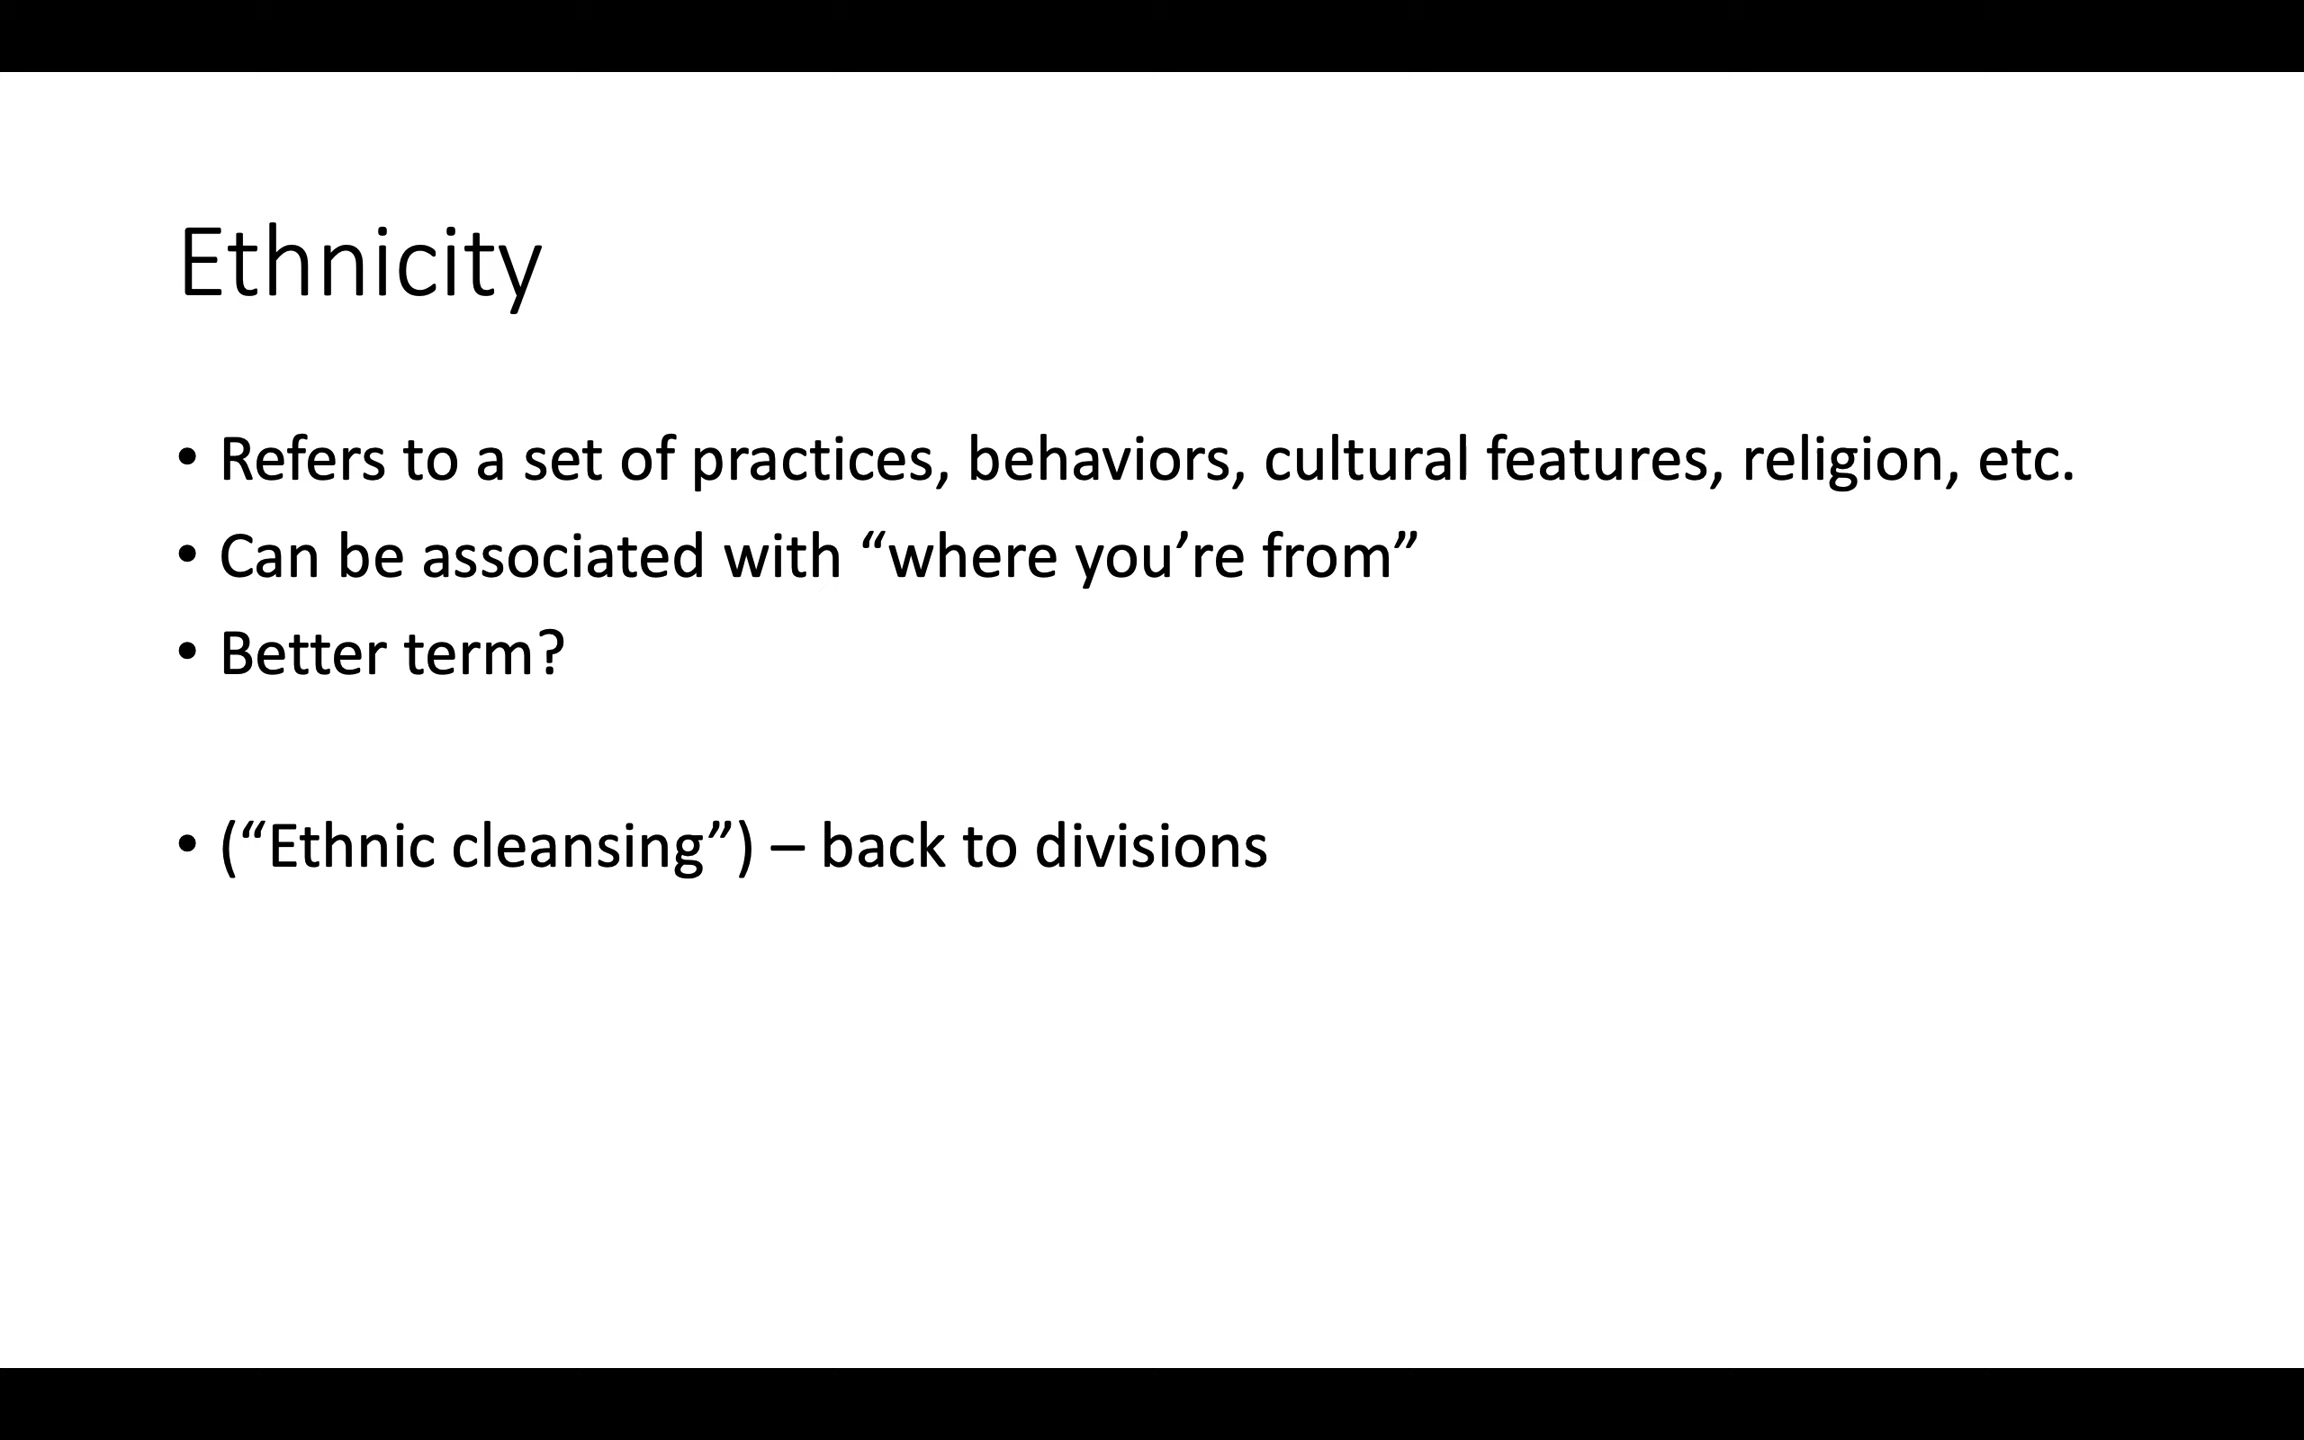 Ethnicity
• Refers to a set of practices, behaviors, cultural features, religion, etc.
• Can be associated with “where you’re from”
• Better term?
• (“Ethnic cleansing”) – back to divisions